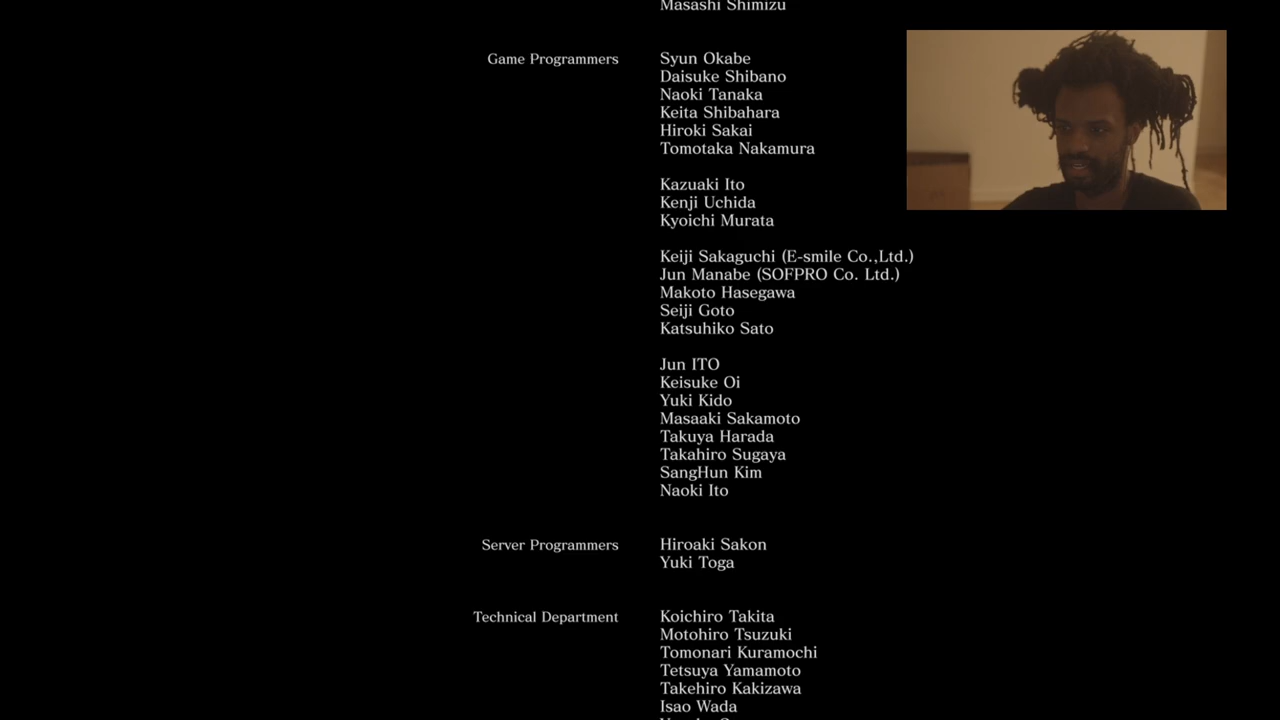 Masashi Shimizu
Game Programmers Syun Okabe
Daisuke Shibano
Naoki Tanaka
Keita Shibahara
Hiroki Sakai
Tomotaka Nakamura
Kazuaki Ito
Kenji Uchida
Kyoichi Murata
Keiji Sakaguchi (E-smile Co.,Ltd.)
Jun Manabe (SOFPRO Co. Ltd.)
Makoto Hasegawa
Seiji Goto
Katsuhiko Sato
Jun ITO
Keisuke Oi
Yuki Kido
Masaaki Sakamoto
Takuya Harada
Takahiro Sugaya
SangHun Kim
Naoki Ito
Server Programmers Hiroaki Sakon
Yuki Toga
Technical Department Koichiro Takita
Motohiro Tsuzuki
Tomonari Kuramochi
Tetsuya Yamamoto
Takehiro Kakizawa
Isao Wada